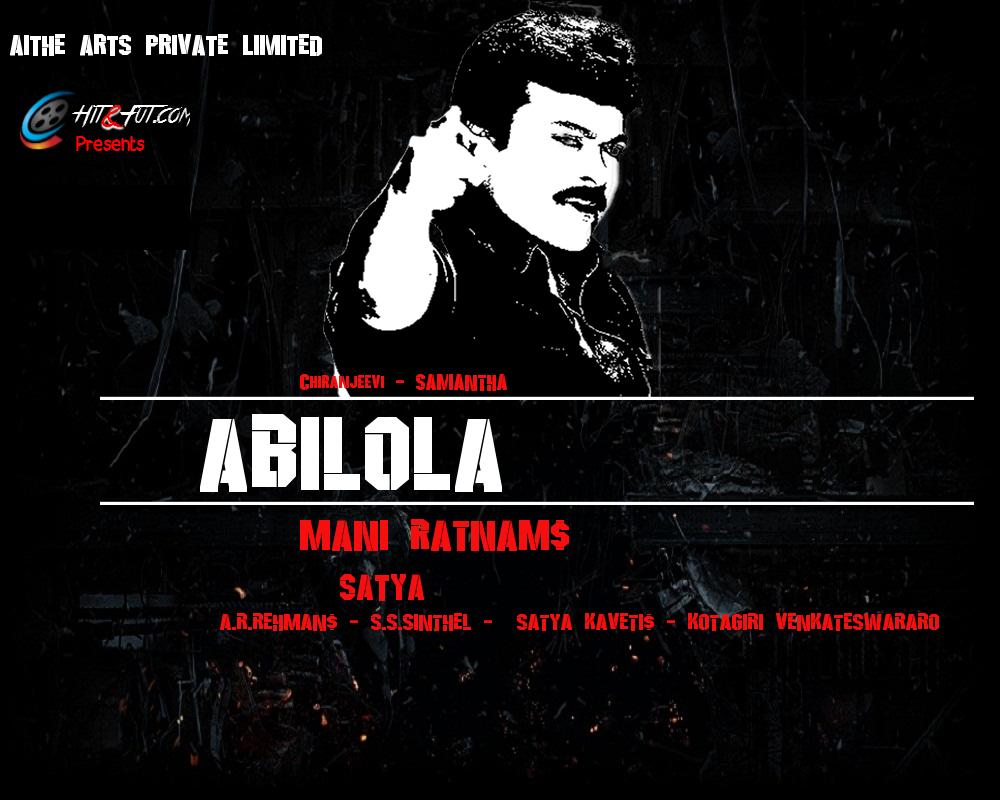 AITHE ARTS PRIVATE LIIMITED
HIT&FUT.COM
Presents
CHIRANJEEVI - SAMANTHA
ABILOLA
MANI RATNAM$
SATYA
A.R.REHMAN$ - S.S.SINTHEL - SATYA KAVETI$ - KOTAGIRI VENKATESWARARO